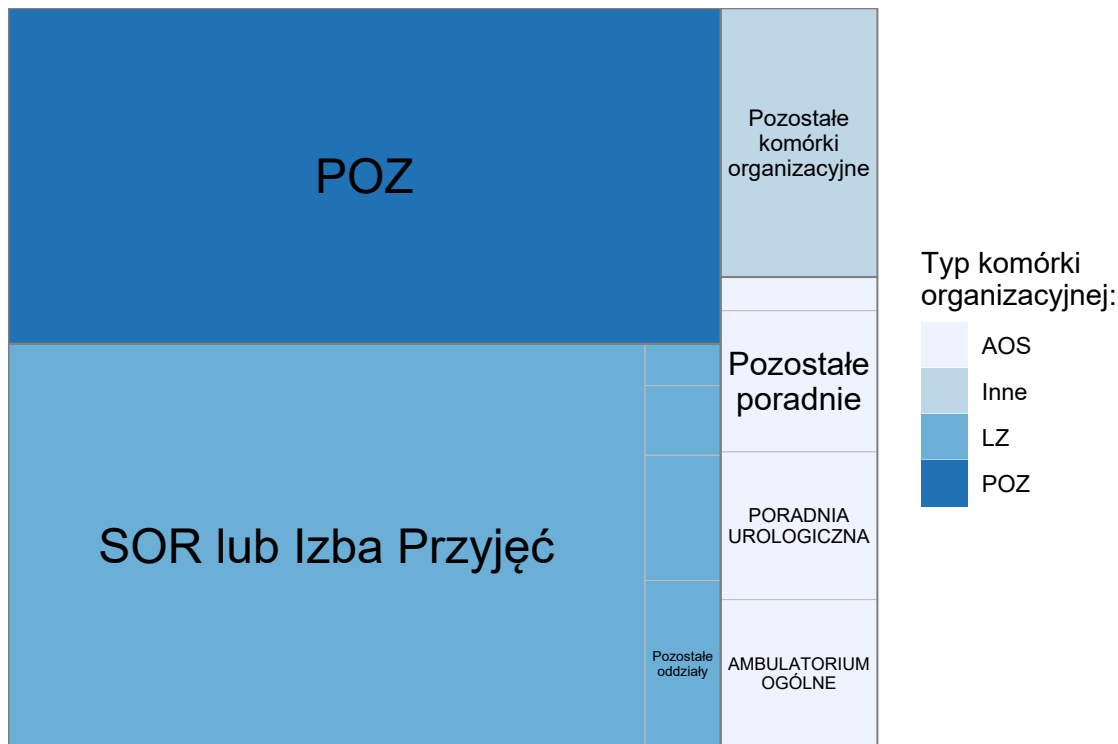 POZ
Pozostałe
komórki
organizacyjne
Pozostałe
poradnie
SOR lub Izba Przyjęć
PORADNIA
UROLOGICZNA
Pozostałe
oddziały
AMBULATORIUM
OGÓLNE
Typ komórki
organizacyjnej:
AOS
Inne
LZ
POZ